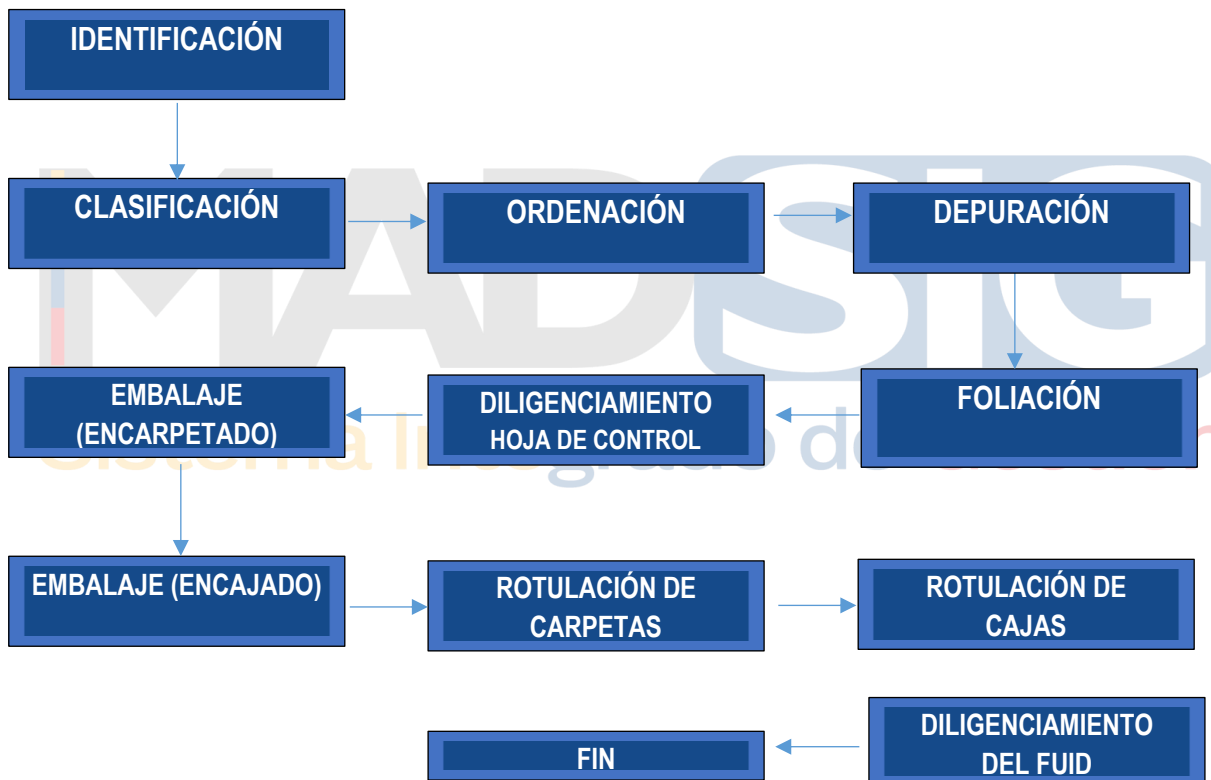 IDENTIFICACIÓN
CLASIFICACIÓN
ORDENACIÓN
DEPURACIÓN
FOLIACIÓN
DILIGENCIAMIENTO
HOJA DE CONTROL
EMBALAJE
(ENCARPETADO)
EMBALAJE (ENCAJADO)
ROTULACIÓN DE
CARPETAS
ROTULACIÓN DE
CAJAS
DILIGENCIAMIENTO
DEL FUID
FIN
MADSIG